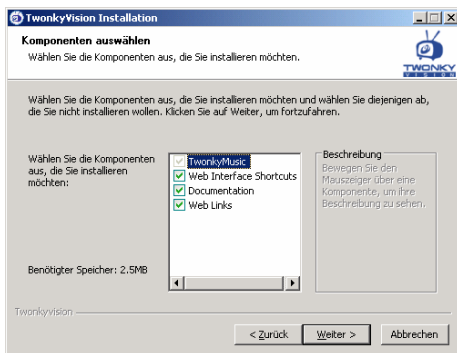 TwonkyVision Installation
Komponenten auswählen
Wählen Sie die Komponenten aus, die Sie installieren möchten.
TWONKY
VISION
Wählen Sie die Komponenten aus, die Sie installieren möchten und wählen Sie diejenigen ab,
die Sie nicht installieren wollen. Klicken Sie auf Weiter, um fortzufahren.
Wählen Sie die Komponenten
aus, die Sie installieren
möchten:
TwonkyMusic
Web Interface Shortcuts
Documentation
Web Links
Beschreibung
Bewegen Sie den
Mauszeiger über eine
Komponente, um ihre
Beschreibung zu sehen.
Benötigter Speicher: 2.5MB
Twonkyvision
< Zurück
Weiter >
Abbrechen